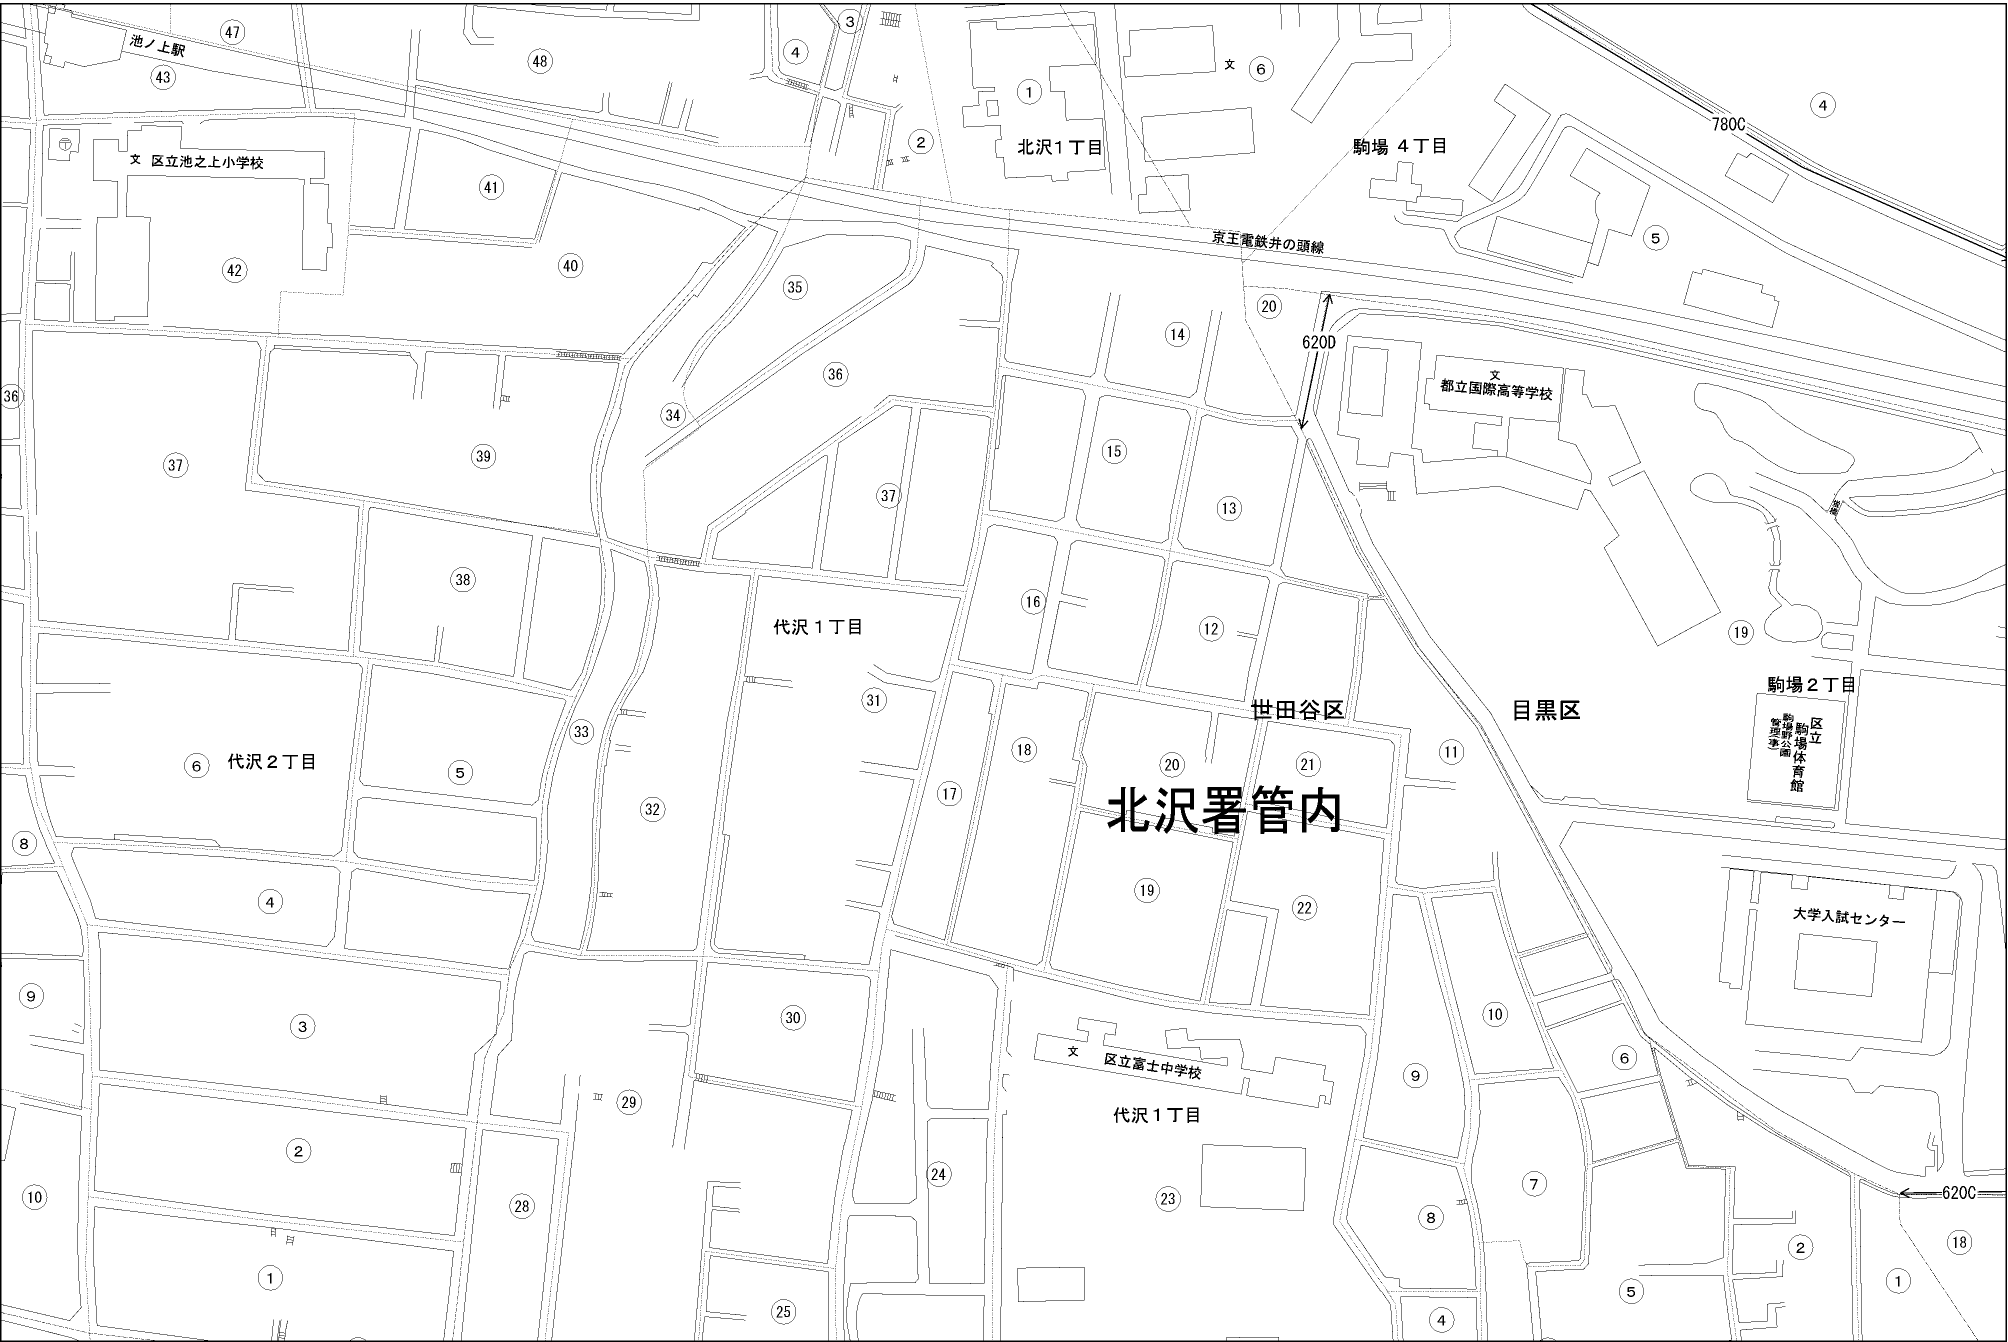 47
池ノ上駅
43
48
4
3
6
文
1
2
4
780C
北沢1丁目
駒場 4丁目
文 区立池之上小学校
41
42
40
35
京王電鉄井の頭線
5
20
14
620D
36
36
34
文
都立国際高等学校
37
39
15
37
13
38
16
12
19
代沢 1丁目
31
世田谷区
目黒区
駒場 2丁目
区立
駒場体育館
駒場野公園
管理事)
33
18
11
6
代沢 2丁目
5
20
21
17
32
北沢署管内
8
4
19
22
大学入試センター
9
3
30
10
文 区立富士中学校
6
9
29
代沢 1丁目
2
24
23
7
10
28
8
620C
18
1
25
5
2
1
4